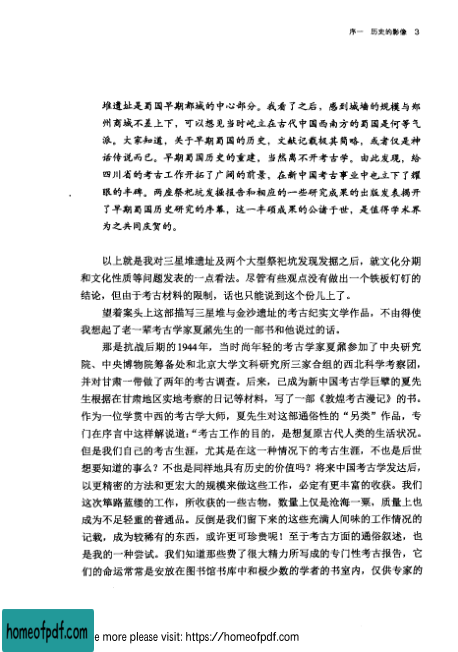 序一 历史的影像 3
堆遗址是蜀国早期都城的中心部分。我看了之后，感到城墙的规模与郑
州商城不差上下，可以想见当时屹立在古代中国西南方的蜀国是何等气
派。大家知道，关于早期蜀国的历史，文献记载极其简略，或者仅是神
话传说而已。早期蜀国历史的重建，当然离不开考古学。由此发现，给
四川省的考古工作开拓了广阔的前景，在新中国考古事业中也立下了耀
眼的丰碑。两座祭祀坑发掘报告和相应的一些研究成果的出版发表揭开
了早期蜀国历史研究的序幕，这一丰硕成果的公诸于世，是值得学术界
为之共同庆贺的。
以上就是我对三星堆遗址及两个大型祭祀坑发现发掘之后，就文化分期
和文化性质等问题发表的一点看法。尽管有些观点没有做出一个铁板钉钉的
结论，但由于考古材料的限制，话也只能说到这个份儿上了。
望着案头上这部描写三星堆与金沙遗址的考古纪实文学作品，不由得使
我想起了老一辈考古学家夏鼐先生的一部书和他说过的话。
那是抗战后期的1944年，当时尚年轻的考古学家夏鼐参加了中央研究
院、中央博物院筹备处和北京大学文科研究所三家合组的西北科学考察团，
并对甘肃一带做了两年的考古调查。后来，已成为新中国考古学巨擘的夏先
生根据在甘肃地区实地考察的日记等材料，写了一部《敦煌考古漫记》的书。
作为一位学贯中西的考古学大师，夏先生对这部通俗性的“另类”作品，专
门在序言中这样解说道：“考古工作的目的，是想复原古代人类的生活状况。
但是我们自己的考古生涯，尤其是在这一种情况下的考古生涯，不也是后世
想要知道的事么？不也是同样地具有历史的价值吗？将来中国考古学发达后，
以更精密的方法和更宏大的规模来做这些工作，必定有更丰富的收获。我们
这次筚路蓝缕的工作，所收获的一些古物，数量上仅是沧海一粟，质量上也
成为不足轻重的普通品。反倒是我们留下来的这些充满人间味的工作情况的
记载，成为较稀有的东西，或许更可珍贵呢！至于考古方面的通俗叙述，也
是我的一种尝试。我们知道那些费了很大精力所写成的专门性考古报告，它
们的命运常常是安放在图书馆书库中和极少数的学者的书室内，仅供专家的
homeofpdf.com
e more please visit: https://homeofpdf.com